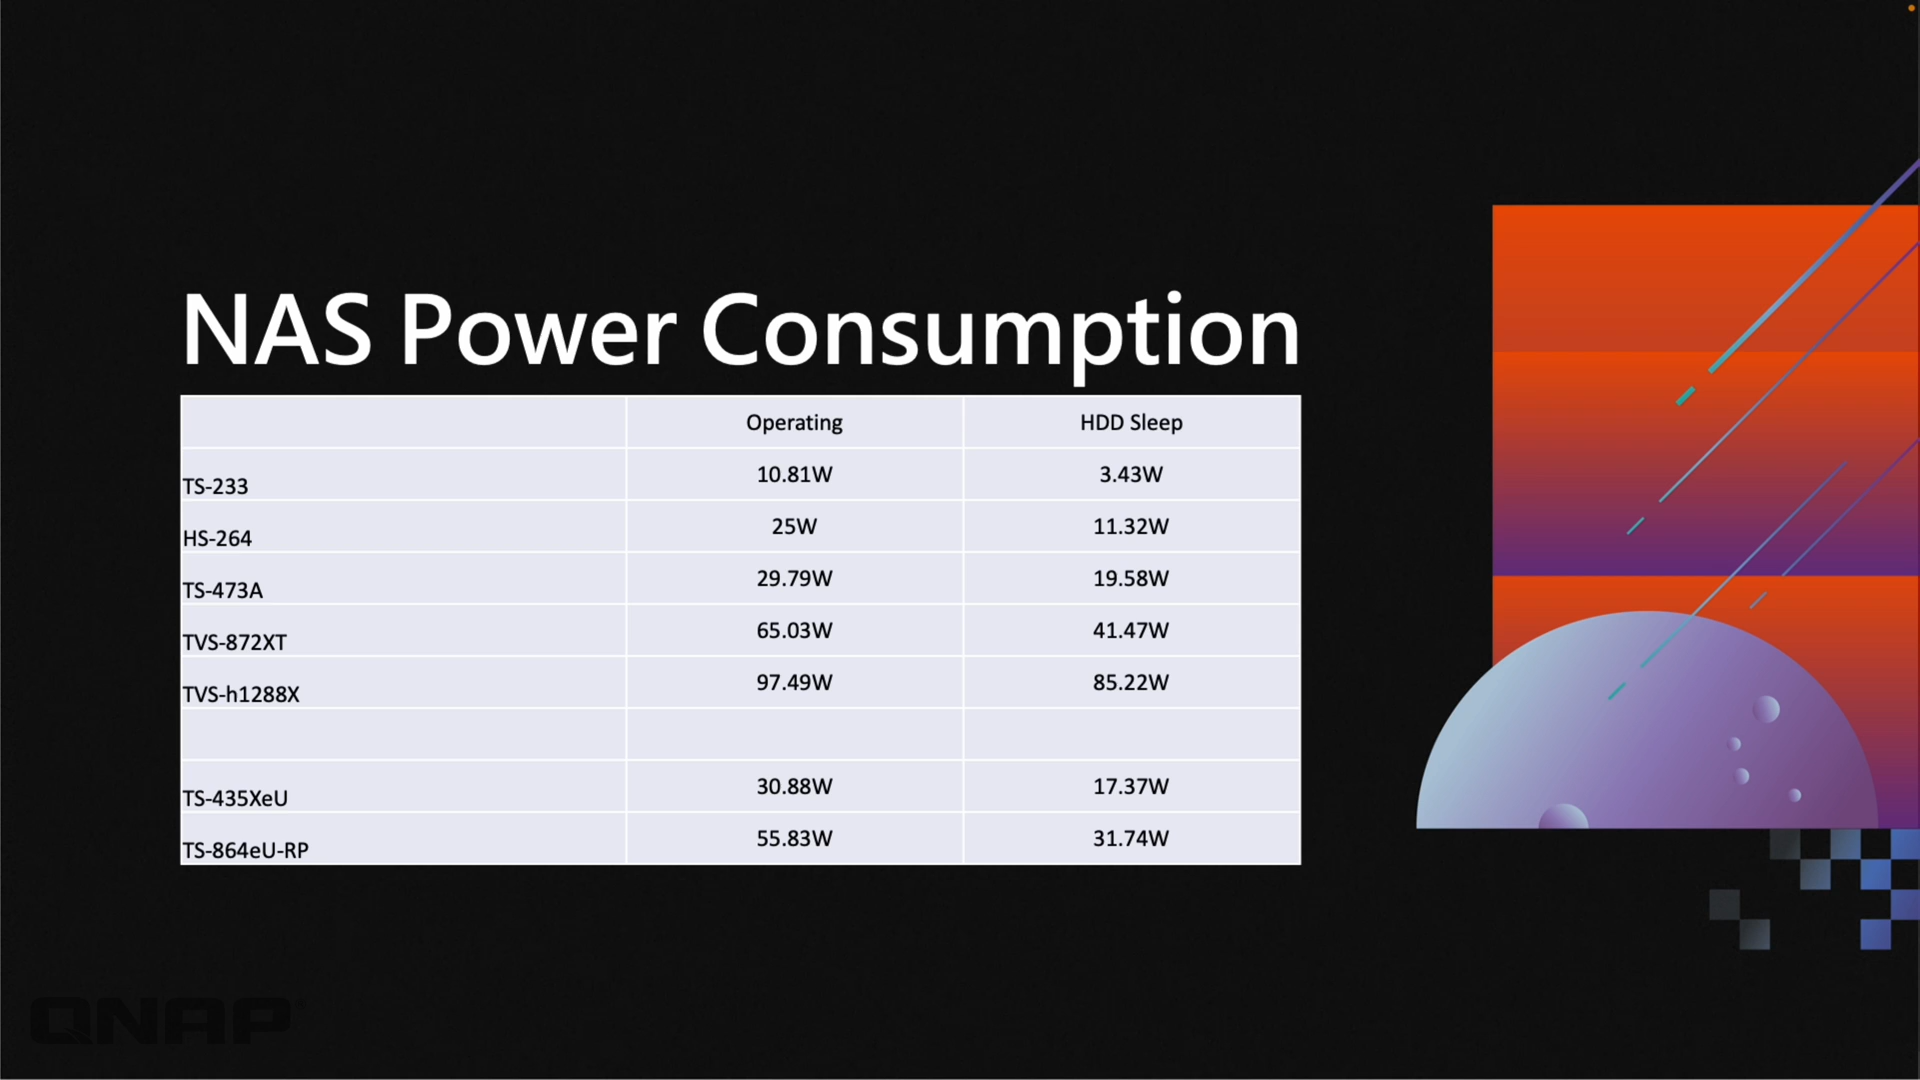 NAS Power Consumption
Operating HDD Sleep
TS-233 10.81W 3.43W
HS-264 25W 11.32W
TS-473A 29.79W 19.58W
TVS-872XT 65.03W 41.47W
TVS-h1288X 97.49W 85.22W
TS-435XeU 30.88W 17.37W
TS-864eU-RP 55.83W 31.74W
QNAP